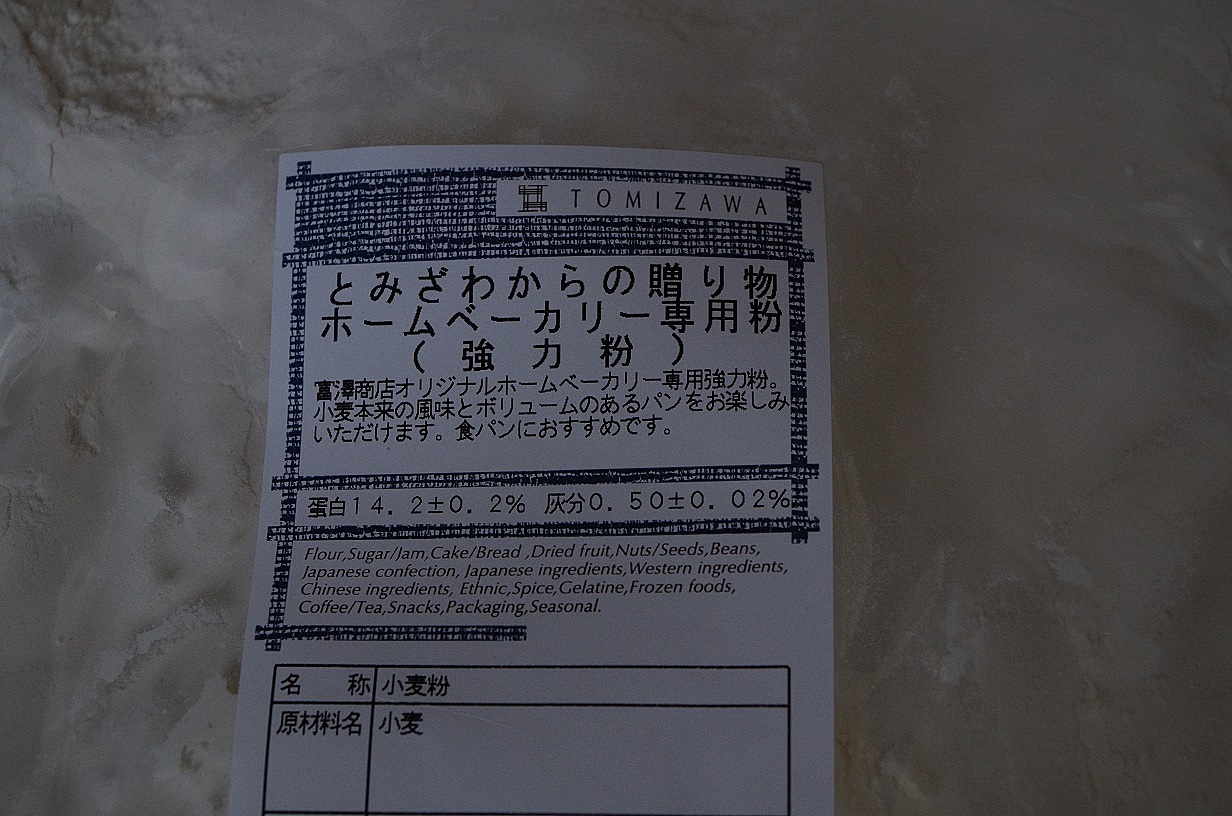 TOMIZAWA
とみざわからの贈り物
ホームベーカリー専用粉
(強力粉)
富澤商店オリジナルホームベーカリー専用強力粉。
小麦本来の風味とボリュームのあるパンをお楽しみ
いただけます。食パンにおすすめです。
蛋白14.2±0.2% 灰分0.50±0.02%
Flour,Sugar/Jam,Cake/Bread ,Dried fruit,Nuts/Seeds,Beans,
Japanese confection, Japanese ingredients,Western ingredients,
Chinese ingredients, Ethnic,Spice,Gelatine,Frozen foods,
Coffee/Tea,Snacks,Packaging,Seasonal.
名 称 小麦粉
原材料名 小麦